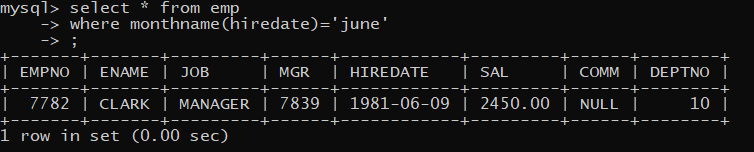 mysql> select * from emp
    -> where monthname(hiredate)='june'
    -> ;
+-------+-------+---------+------+------------+---------+------+--------+
| EMPNO | ENAME | JOB     | MGR  | HIREDATE   | SAL     | COMM | DEPTNO |
+-------+-------+---------+------+------------+---------+------+--------+
|  7782 | CLARK | MANAGER | 7839 | 1981-06-09 | 2450.00 | NULL |     10 |
+-------+-------+---------+------+------------+---------+------+--------+
1 row in set (0.00 sec)